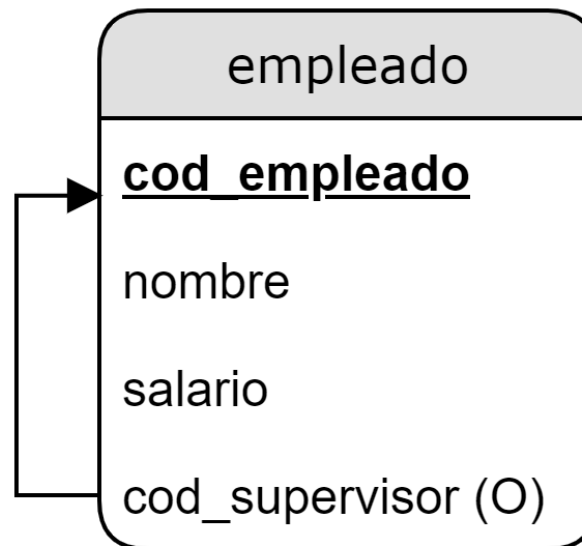 empleado
cod_empleado
nombre
salario
cod_supervisor (O)